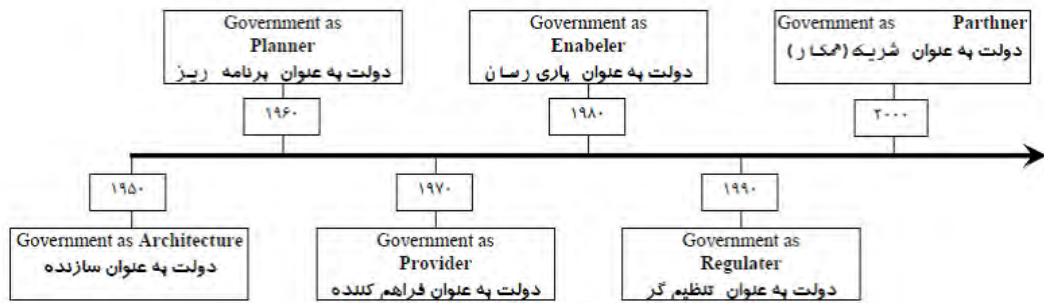 Government as
Planner
دولت به عنوان برنامه ریز
۱۹۶۰
Government as
Enabeler
دولت به عنوان یاری رسان
۱۹۸۰
Government as Parthner
دولت به عنوان شریک (همکار)
۲۰۰۰
۱۹۵۰
Government as Architecture
دولت به عنوان سازنده
۱۹۷۰
Government as
Provider
دولت به عنوان فراهم کننده
۱۹۹۰
Government as
Regulater
دولت به عنوان تنظیم گر